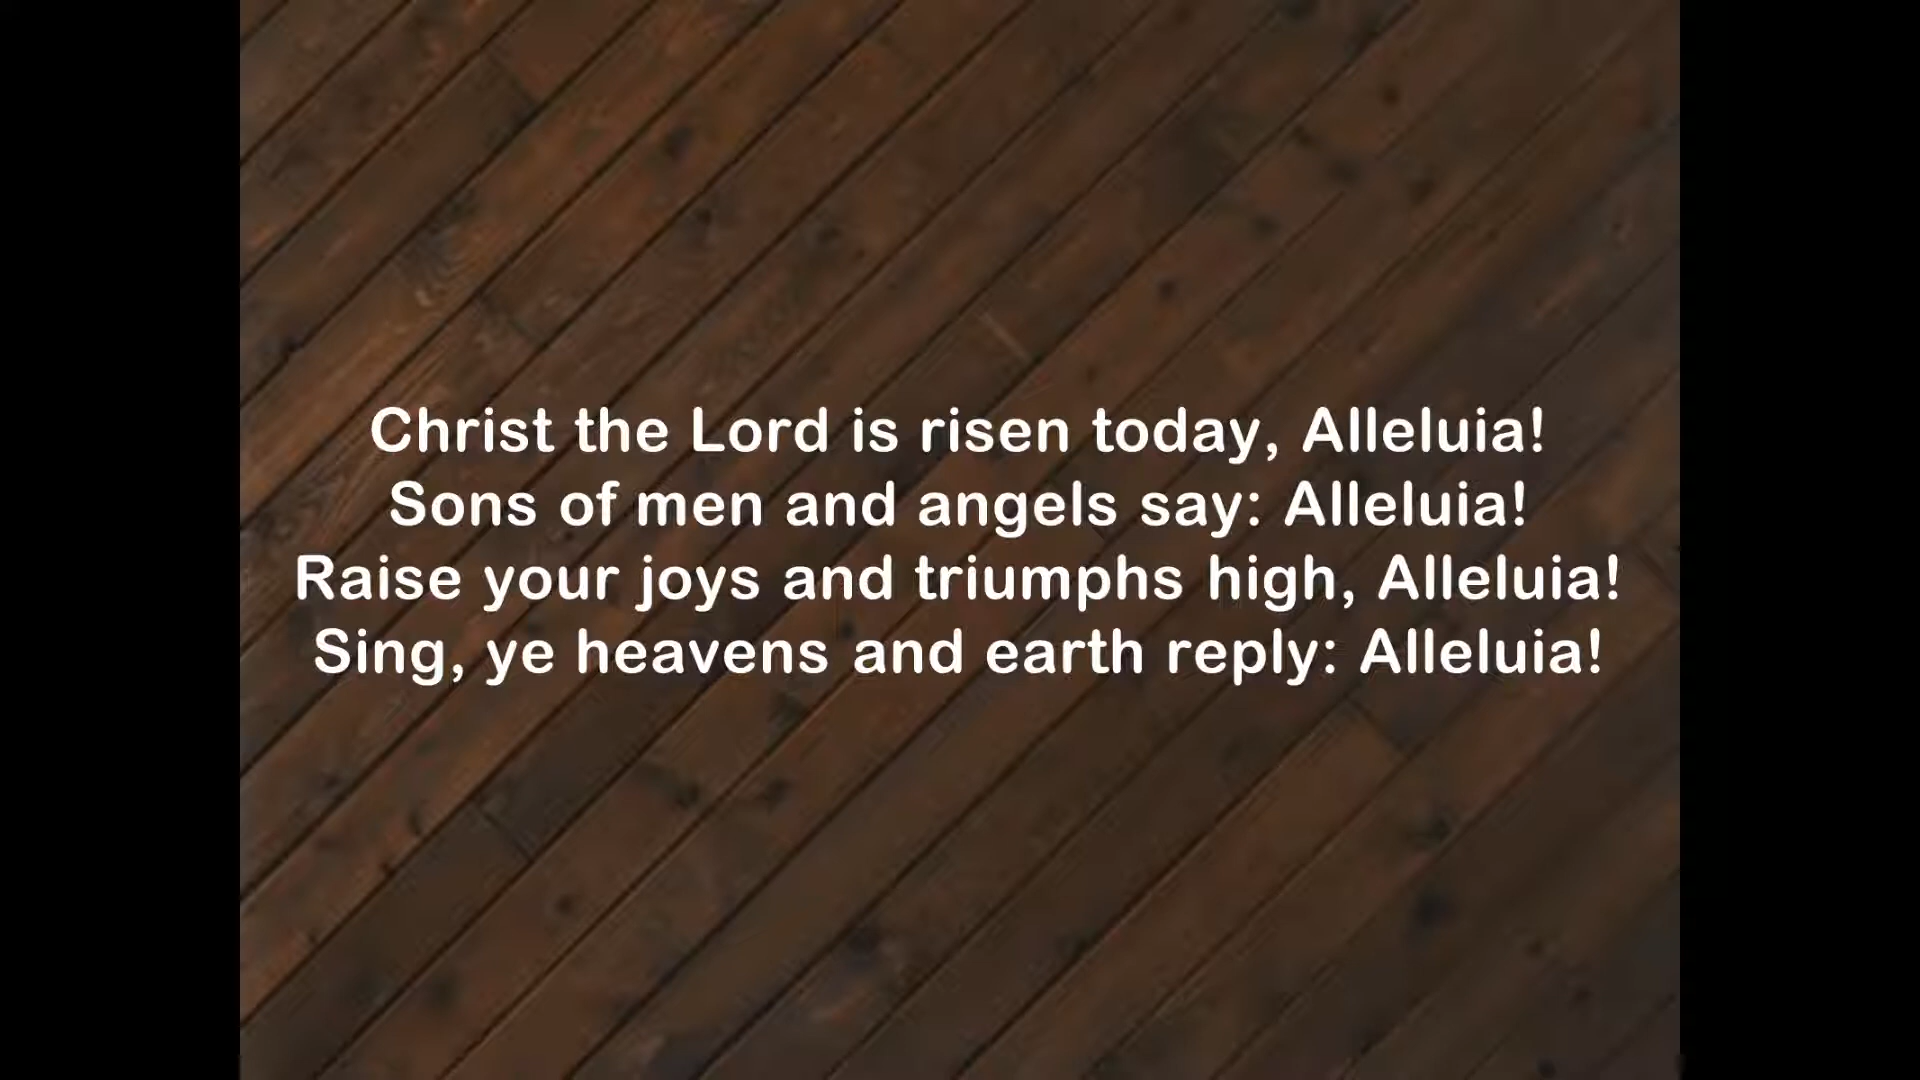 Christ the Lord is risen today, Alleluia!
Sons of men and angels say: Alleluia!
Raise your joys and triumphs high, Alleluia!
Sing, ye heavens and earth reply: Alleluia!